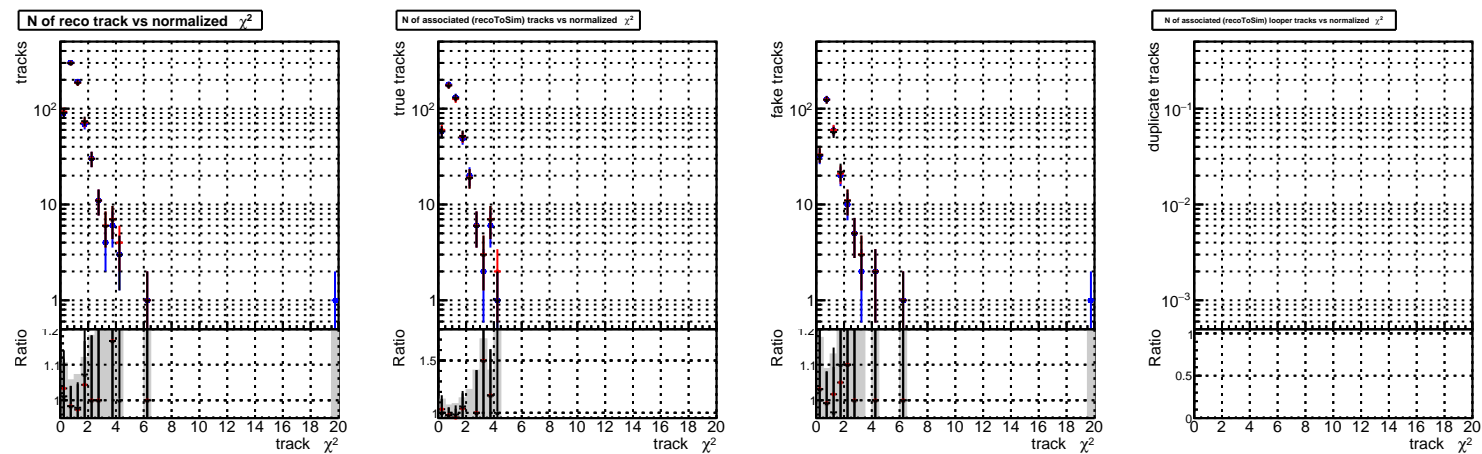 N of reco track vs normalized χ²
tracks
10²
10
1
Ratio
1.2
1.1
1
0 2 4 6 8 10 12 14 16 18 20
track χ²
N of associated (recoToSim) tracks vs normalized χ²
true tracks
10²
10
1
Ratio
1.5
1
0 2 4 6 8 10 12 14 16 18 20
track χ²
fake tracks
10²
10
1
Ratio
1.2
1.1
1
0 2 4 6 8 10 12 14 16 18 20
track χ²
N of associated (recoToSim) looper tracks vs normalized χ²
duplicate tracks
10⁻¹
10⁻²
10⁻³
Ratio
1
0.5
0
0 2 4 6 8 10 12 14 16 18 20
track χ²